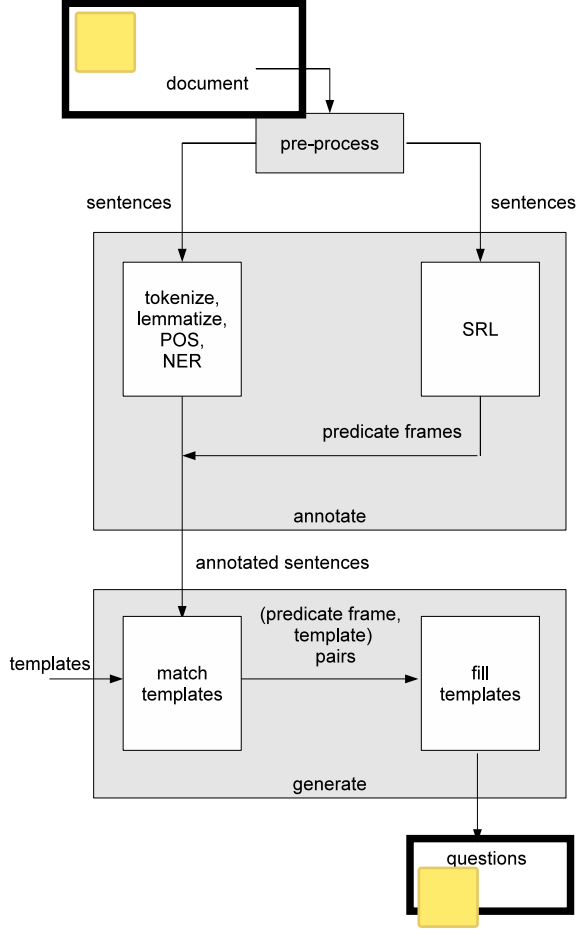 document
pre-process
sentences
sentences
tokenize,
lemmatize,
POS,
NER
SRL
predicate frames
annotate
annotated sentences
(predicate frame,
template)
pairs
templates
match
templates
fill
templates
generate
questions